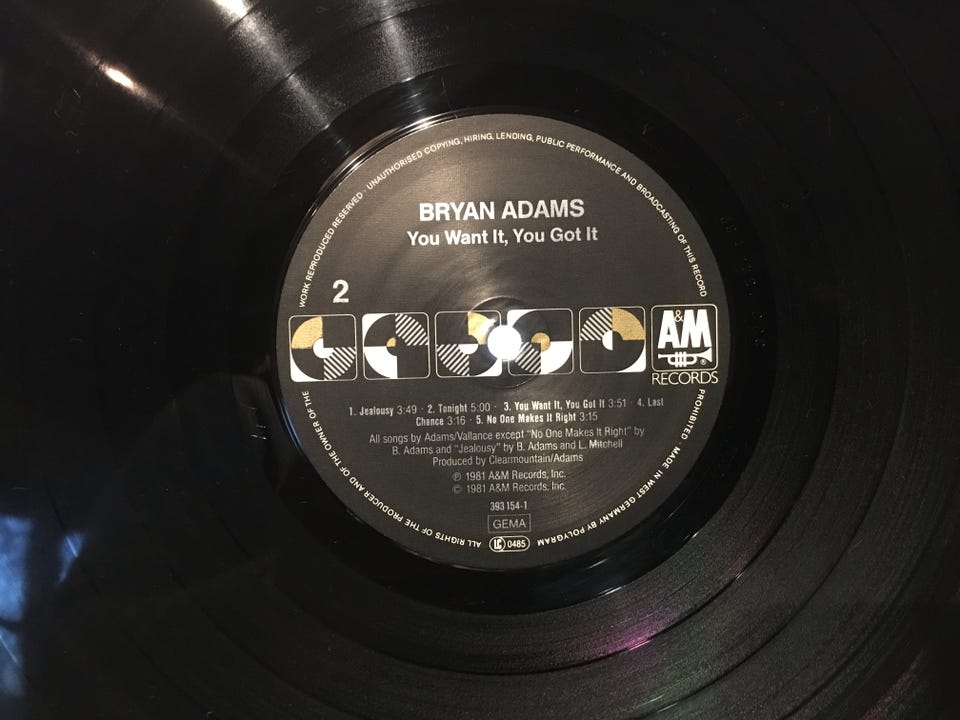 BRYAN ADAMS
You Want It, You Got It
2
A&M
®
RECORDS
1. Jealousy 3:49 · 2. Tonight 5:00 · 3. You Want It, You Got It 3:51 · 4. Last
Chance 3:16 · 5. No One Makes It Right 3:15
All songs by Adams/Vallance except "No One Makes It Right" by
B. Adams and "Jealousy" by B. Adams and L. Mitchell
Produced by Clearmountain/Adams
℗ 1981 A&M Records, Inc.
© 1981 A&M Records, Inc.
393 154-1
GEMA
LC 0485
ALL RIGHTS OF THE PRODUCER AND OF THE OWNER OF THE WORK REPRODUCED RESERVED · UNAUTHORISED COPYING, HIRING, LENDING, PUBLIC PERFORMANCE AND BROADCASTING OF THIS RECORD PROHIBITED MADE IN WEST GERMANY BY POLYGRAM